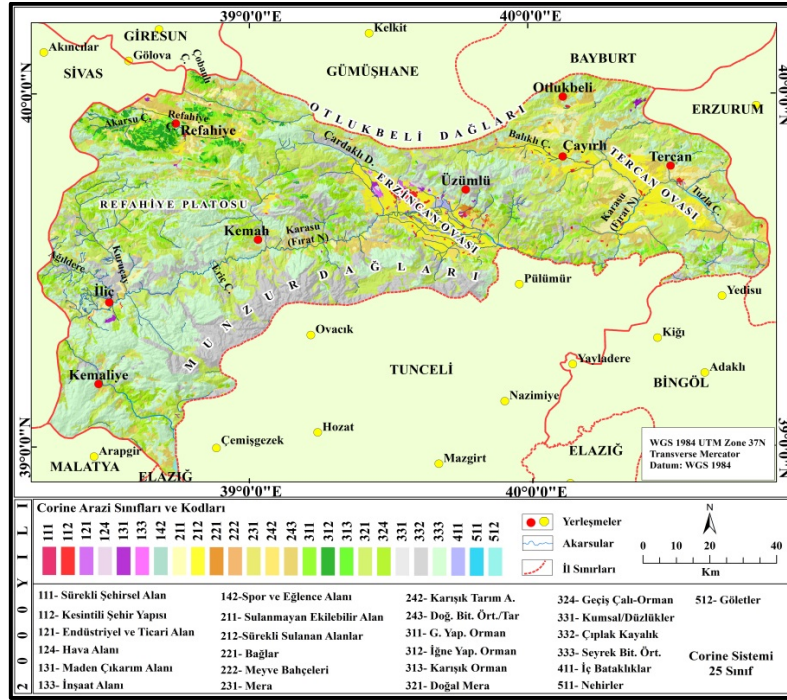 39°0'0"E
40°0'0"E
GİRESUN
Kelkit
Akıncılar
Gölova
SİVAS
Çobanlı Ç.
GÜMÜŞHANE
BAYBURT
40°0'0"N
40°0'0"N
Otlukbeli
ERZURUM
OTLUKBELİ DAĞLARI
Akarsu Ç.
Refahiye
Refahiye
Çardaklı D.
Balıklı Ç.
Çayırlı
Tercan
TERCAN OVASI
Üzümlü
ERZİNCAN OVASI
Tuzla Ç.
REFAHİYE PLATOSU
Karasu
(Fırat N)
Karasu
(Fırat N)
Kemah
Kuruçay
Ağıldere
Eriç Ç.
MUNZUR DAĞLARI
Pülümür
İliç
Yedisu
Ovacık
Kığı
Yayladere
Adaklı
TUNCELİ
BİNGÖL
Kemaliye
Nazimiye
Hozat
Çemişgezek
Arapgir
Mazgirt
ELAZIĞ
MALATYA
ELAZIĞ
39°0'0"N
39°0'0"N
WGS 1984 UTM Zone 37N
Transverse Mercator
Datum: WGS 1984
39°0'0"E
40°0'0"E
2000 YILI
Corine Arazi Sınıfları ve Kodları
111 112 121 124 131 133 142 211 212 221 222 231 242 243 311 312 313 321 324 331 332 333 411 511 512
Yerleşmeler
Akarsular
İl Sınırları
N
0 20 40
Km
111- Sürekli Şehirsel Alan
112- Kesintili Şehir Yapısı
121- Endüstriyel ve Ticari Alan
124- Hava Alanı
131- Maden Çıkarım Alanı
133- İnşaat Alanı
142-Spor ve Eğlence Alanı
211- Sulanmayan Ekilebilir Alan
212-Sürekli Sulanan Alanlar
221- Bağlar
222- Meyve Bahçeleri
231- Mera
242- Karışık Tarım A.
243- Doğ. Bit. Ört./Tar
311- G. Yap. Orman
312- İğne Yap. Orman
313- Karışık Orman
321- Doğal Mera
324- Geçiş Çalı-Orman
331- Kumsal/Düzlükler
332- Çıplak Kayalık
333- Seyrek Bit. Ört.
411- İç Bataklıklar
511- Nehirler
512- Göletler
Corine Sistemi
25 Sınıf